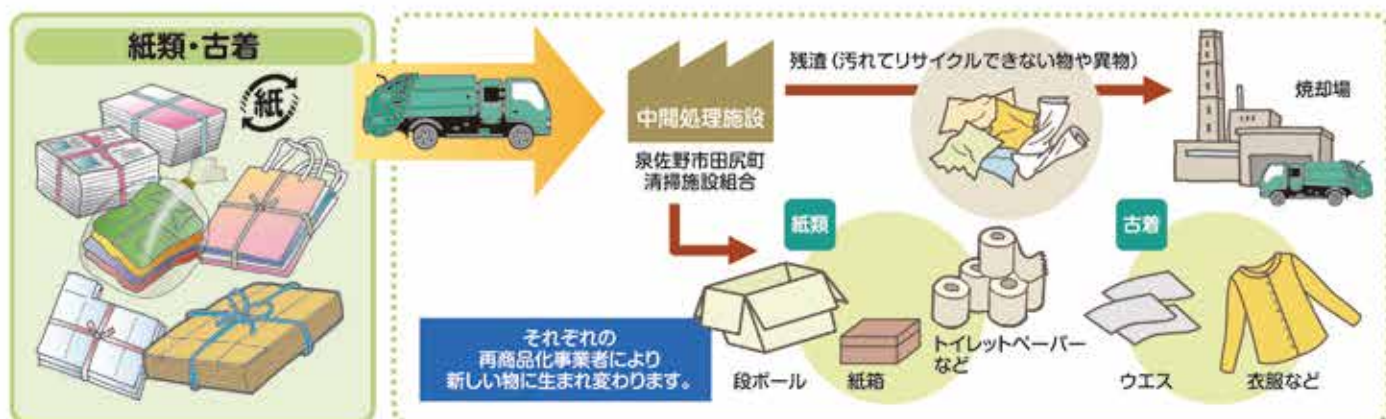 紙類・古着
紙
中間処理施設
泉佐野市田尻町
清掃施設組合
残渣（汚れてリサイクルできない物や異物）
焼却場
紙類
段ボール
紙箱
トイレットペーパー
など
古着
ウエス
衣服など
それぞれの
再商品化事業者により
新しい物に生まれ変わります。